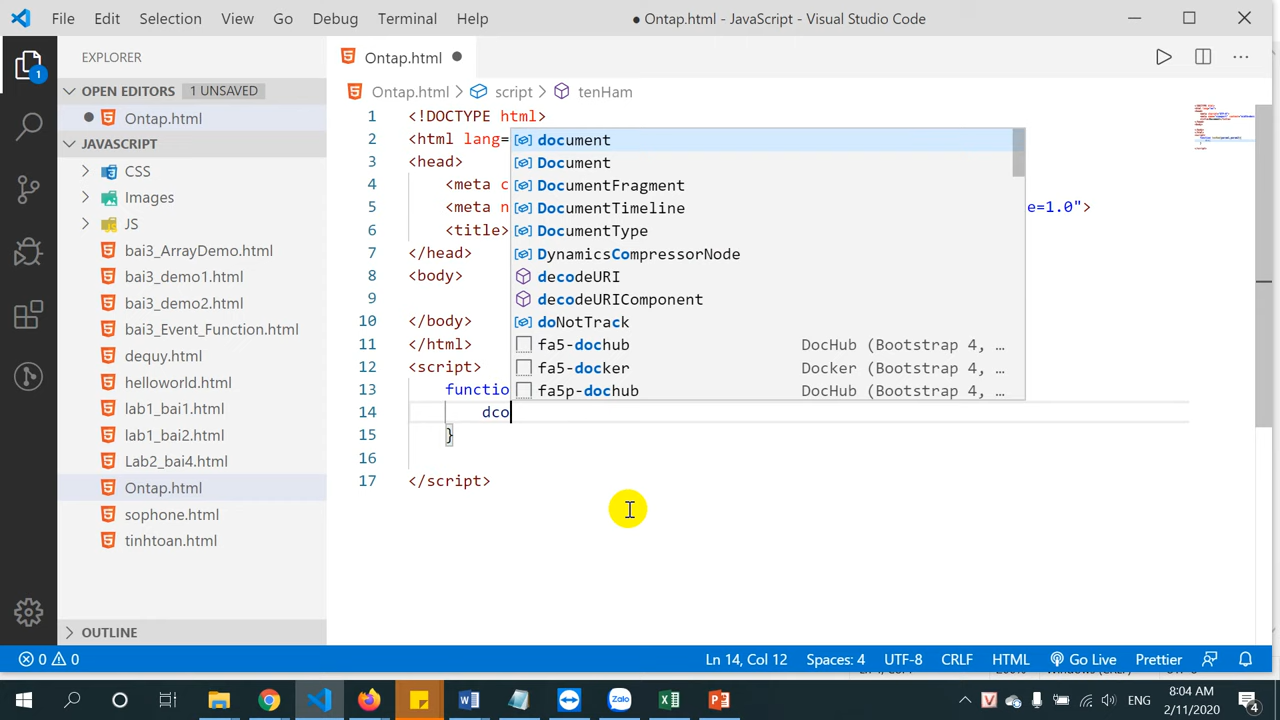 File Edit Selection View Go Debug Terminal Help
● Ontap.html - JavaScript - Visual Studio Code
EXPLORER
OPEN EDITORS 1 UNSAVED
Ontap.html
JAVASCRIPT
CSS
Images
JS
bai3_ArrayDemo.html
bai3_demo1.html
bai3_demo2.html
bai3_Event_Function.html
dequy.html
helloworld.html
lab1_bai1.html
lab1_bai2.html
Lab2_bai4.html
Ontap.html
sophone.html
tinhtoan.html
OUTLINE
1
Ontap.html
Ontap.html > script > tenHam
1 <!DOCTYPE html>
2 <html lang=
3 <head>
4 <meta c
5 <meta n e=1.0">
6 <title>
7 </head>
8 <body>
9
10 </body>
11 </html>
12 <script>
13 functio
14 dco
15 }
16
17 </script>
document
Document
DocumentFragment
DocumentTimeline
DocumentType
DynamicsCompressorNode
decodeURI
decodeURIComponent
doNotTrack
fa5-dochub DocHub (Bootstrap 4, …
fa5-docker Docker (Bootstrap 4, …
fa5p-dochub DocHub (Bootstrap 4, …
0 0 Ln 14, Col 12 Spaces: 4 UTF-8 CRLF HTML Go Live Prettier
Zalo
ENG
8:04 AM
2/11/2020
4